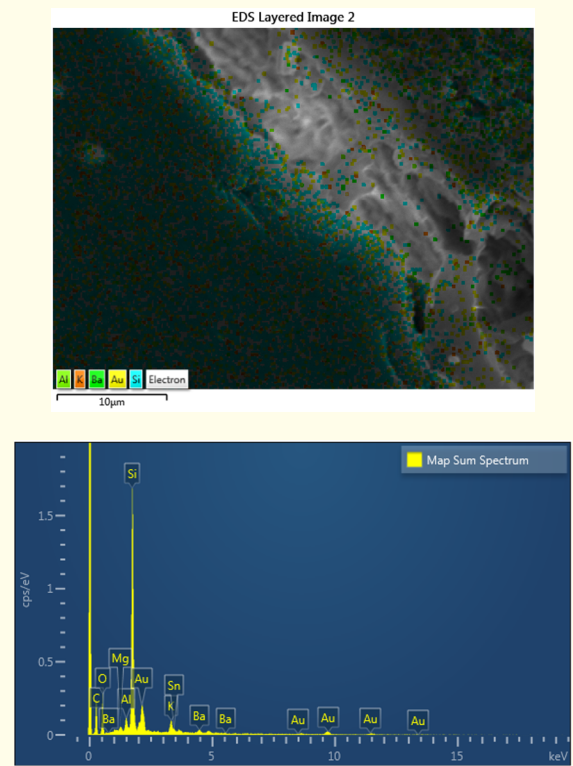 EDS Layered Image 2
Al K Ba Au Si Electron
10μm
Map Sum Spectrum
Si
1.5
cps/eV
1
Mg
0.5
O Au Sn
C Al K
Ba Ba Ba Au Au Au Au
0
0 5 10 15 keV